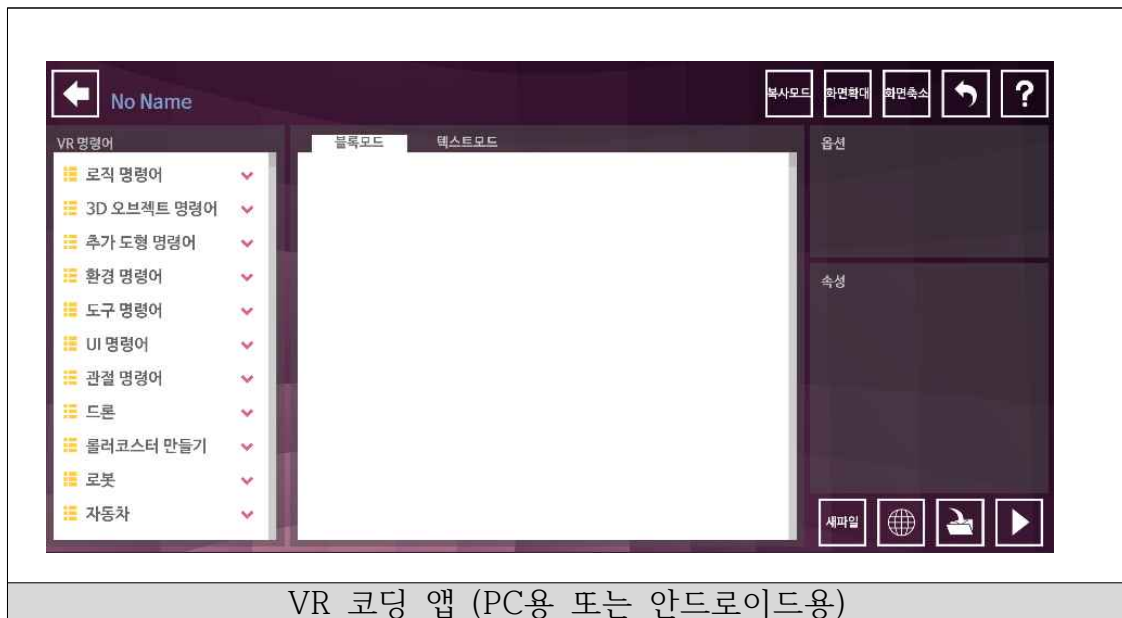 No Name
복사모드 화면확대 화면축소 ?
VR 명령어
블록모드 텍스트모드
옵션
로직 명령어
3D 오브젝트 명령어
추가 도형 명령어
환경 명령어
속성
도구 명령어
UI 명령어
관절 명령어
드론
롤러코스터 만들기
로봇
자동차
새파일
VR 코딩 앱 (PC용 또는 안드로이드용)